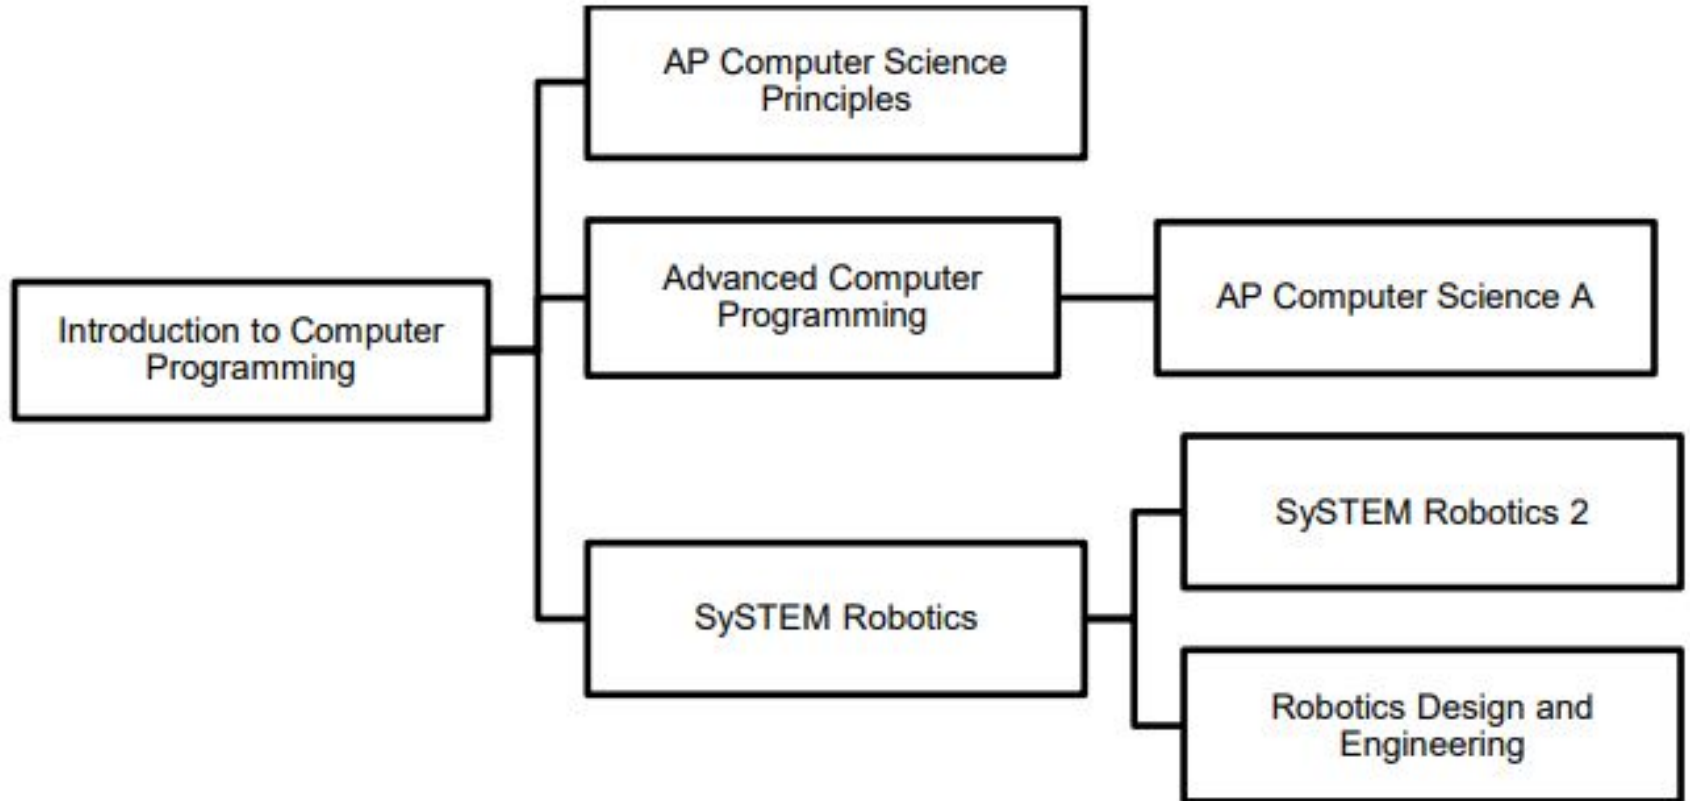 AP Computer Science
Principles
Advanced Computer
Programming
AP Computer Science A
Introduction to Computer
Programming
SySTEM Robotics 2
SySTEM Robotics
Robotics Design and
Engineering